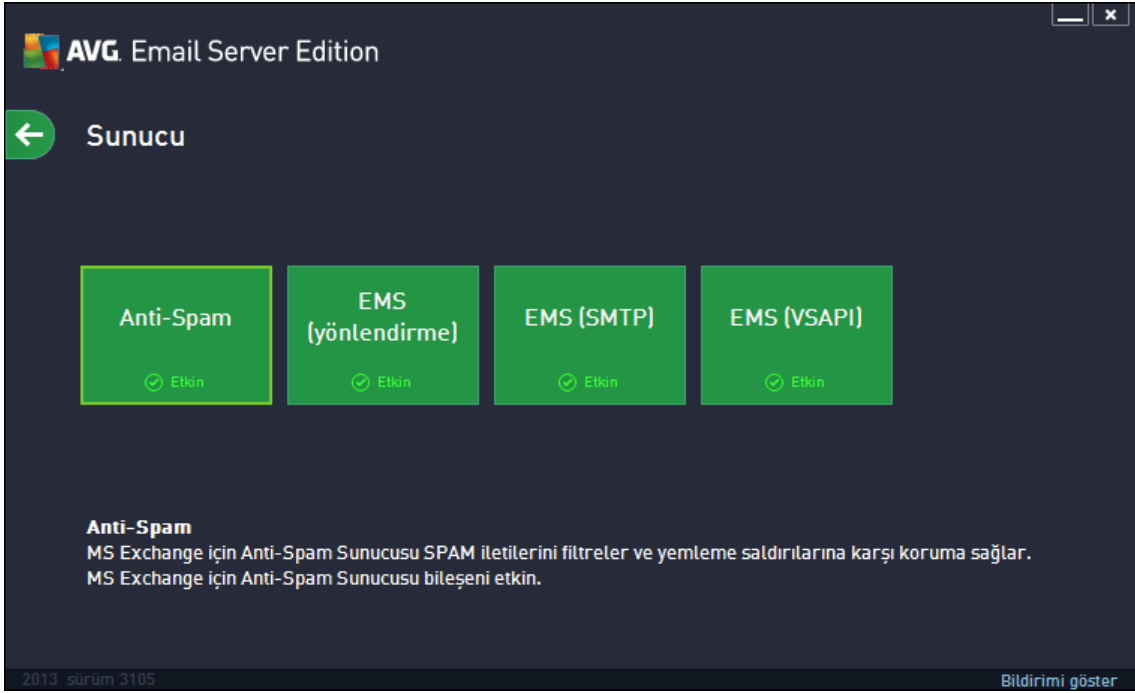 AVG. Email Server Edition
Sunucu
Anti-Spam
Etkin
EMS
(yönlendirme)
Etkin
EMS (SMTP)
Etkin
EMS (VSAPI)
Etkin
Anti-Spam
MS Exchange için Anti-Spam Sunucusu SPAM iletilerini filtreler ve yemleme saldırılarına karşı koruma sağlar.
MS Exchange için Anti-Spam Sunucusu bileşeni etkin.
2013 sürüm 3105
Bildirimi göster